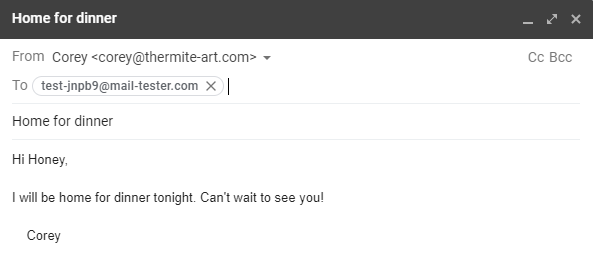 Home for dinner
From Corey <corey@thermite-art.com> Cc Bcc
To test-jnpb9@mail-tester.com
Home for dinner
Hi Honey,
I will be home for dinner tonight. Can't wait to see you!
Corey